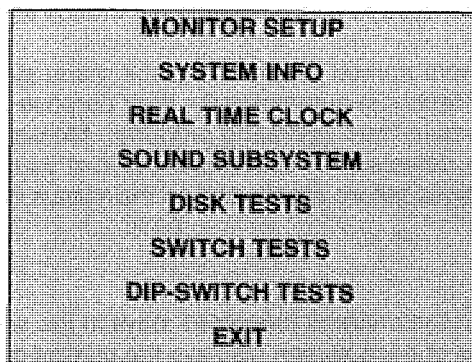 MONITOR SETUP
SYSTEM INFO
REAL TIME CLOCK
SOUND SUBSYSTEM
DISK TESTS
SWITCH TESTS
DIP-SWITCH TESTS
EXIT